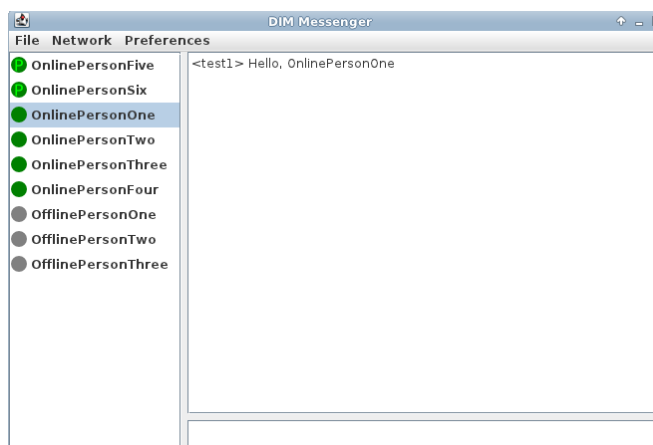 DIM Messenger
File Network Preferences
P OnlinePersonFive
P OnlinePersonSix
OnlinePersonOne
OnlinePersonTwo
OnlinePersonThree
OnlinePersonFour
OfflinePersonOne
OfflinePersonTwo
OfflinePersonThree
<test1> Hello, OnlinePersonOne